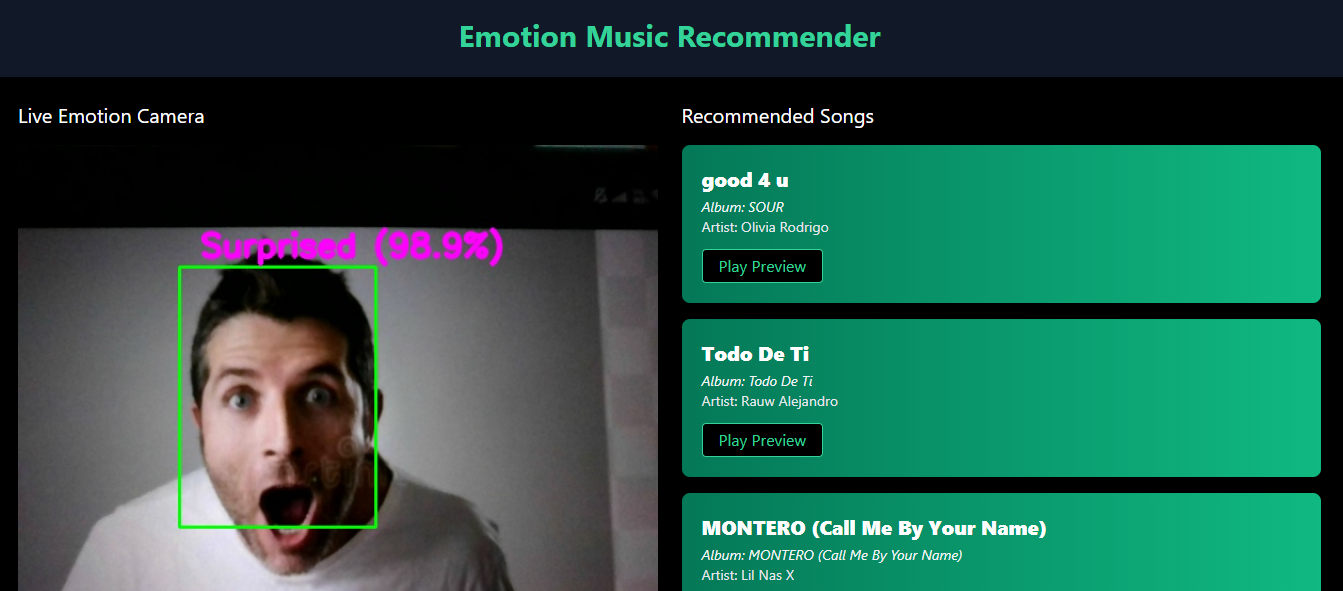 Emotion Music Recommender
Live Emotion Camera
Surprised (98.9%)
Recommended Songs
good 4 u
Album: SOUR
Artist: Olivia Rodrigo
Play Preview
Todo De Ti
Album: Todo De Ti
Artist: Rauw Alejandro
Play Preview
MONTERO (Call Me By Your Name)
Album: MONTERO (Call Me By Your Name)
Artist: Lil Nas X